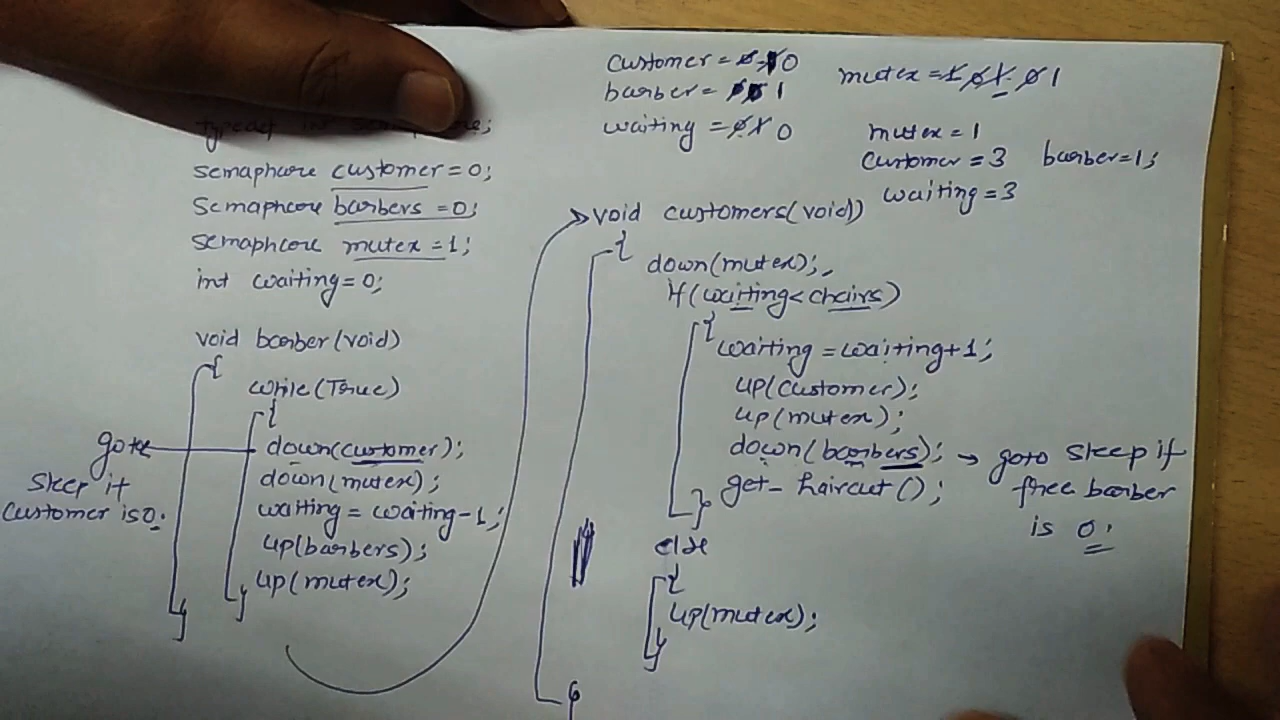 typedef int
semaphore customer=0;
semaphore barbers=0;
semaphore mutex=1;
int waiting=0;
void barber(void)
{
while(True)
{
down(customer);
down(mutex);
waiting = waiting-1;
up(barbers);
up(mutex);
}
}
goto
sleep if
customer is 0.
customer = 0 1 0
barber = 1
waiting = 0 1 0
mutex = 1 0 1 0 1
mutex = 1
customer = 3 barber=1;
waiting = 3
void customers(void)
{
down(mutex);
if(waiting<chairs)
{
waiting = waiting+1;
up(customer);
up(mutex);
down(barbers); → goto sleep if
free barber
is 0.
get-haircut();
}
else
{
up(mutex);
}
}